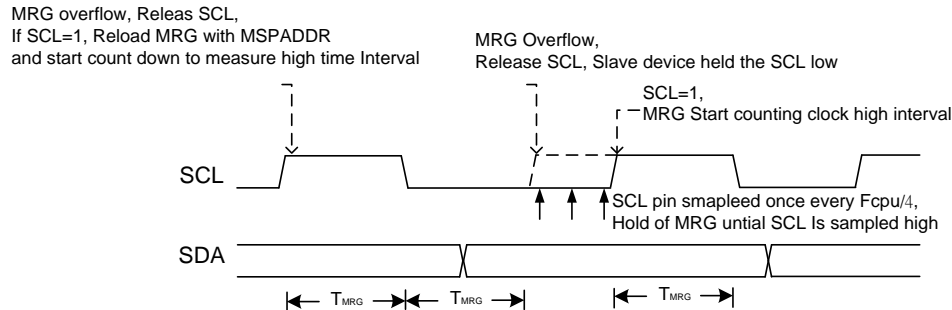 MRG overflow, Releas SCL,
If SCL=1, Reload MRG with MSPADDR
and start count down to measure high time Interval
MRG Overflow,
Release SCL, Slave device held the SCL low
SCL=1,
MRG Start counting clock high interval
SCL
SCL pin smapleed once every Fcpu/4,
Hold of MRG untial SCL Is sampled high
SDA
TMRG
TMRG
TMRG